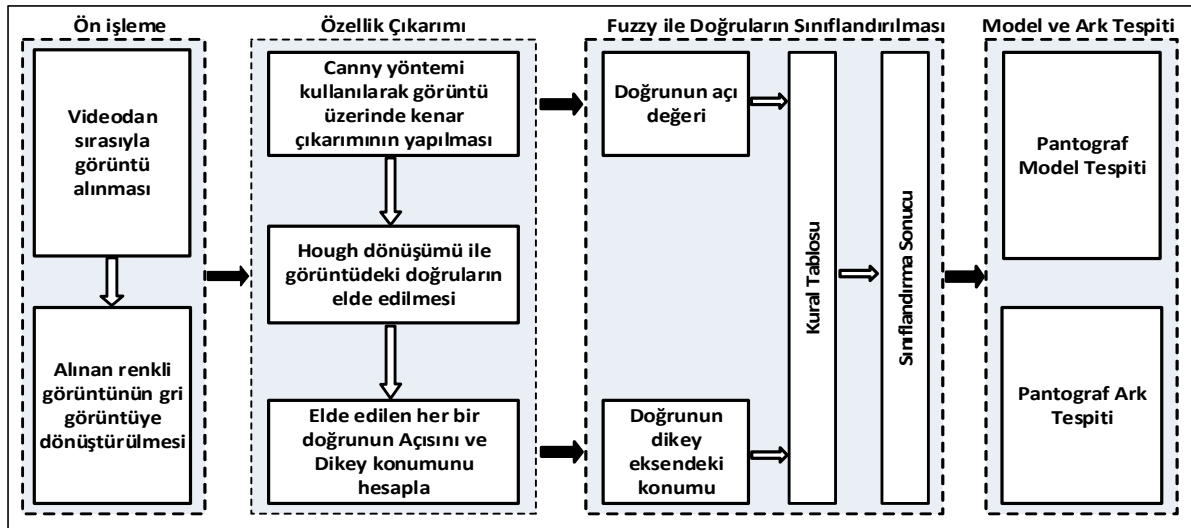 Ön işleme
Videodan
sırasıyla
görüntü
alınması
Alınan renkli
görüntünün gri
görüntüye
dönüştürülmesi
Özellik Çıkarımı
Canny yöntemi
kullanılarak görüntü
üzerinde kenar
çıkarımının yapılması
Hough dönüşümü ile
görüntüdeki doğruların
elde edilmesi
Elde edilen her bir
doğrunun Açısını ve
Dikey konumunu
hesapla
Fuzzy ile Doğruların Sınıflandırılması
Doğrunun açı
değeri
Doğrunun
dikey
eksendeki
konumu
Kural Tablosu
Sınıflandırma Sonucu
Model ve Ark Tespiti
Pantograf
Model Tespiti
Pantograf Ark
Tespiti